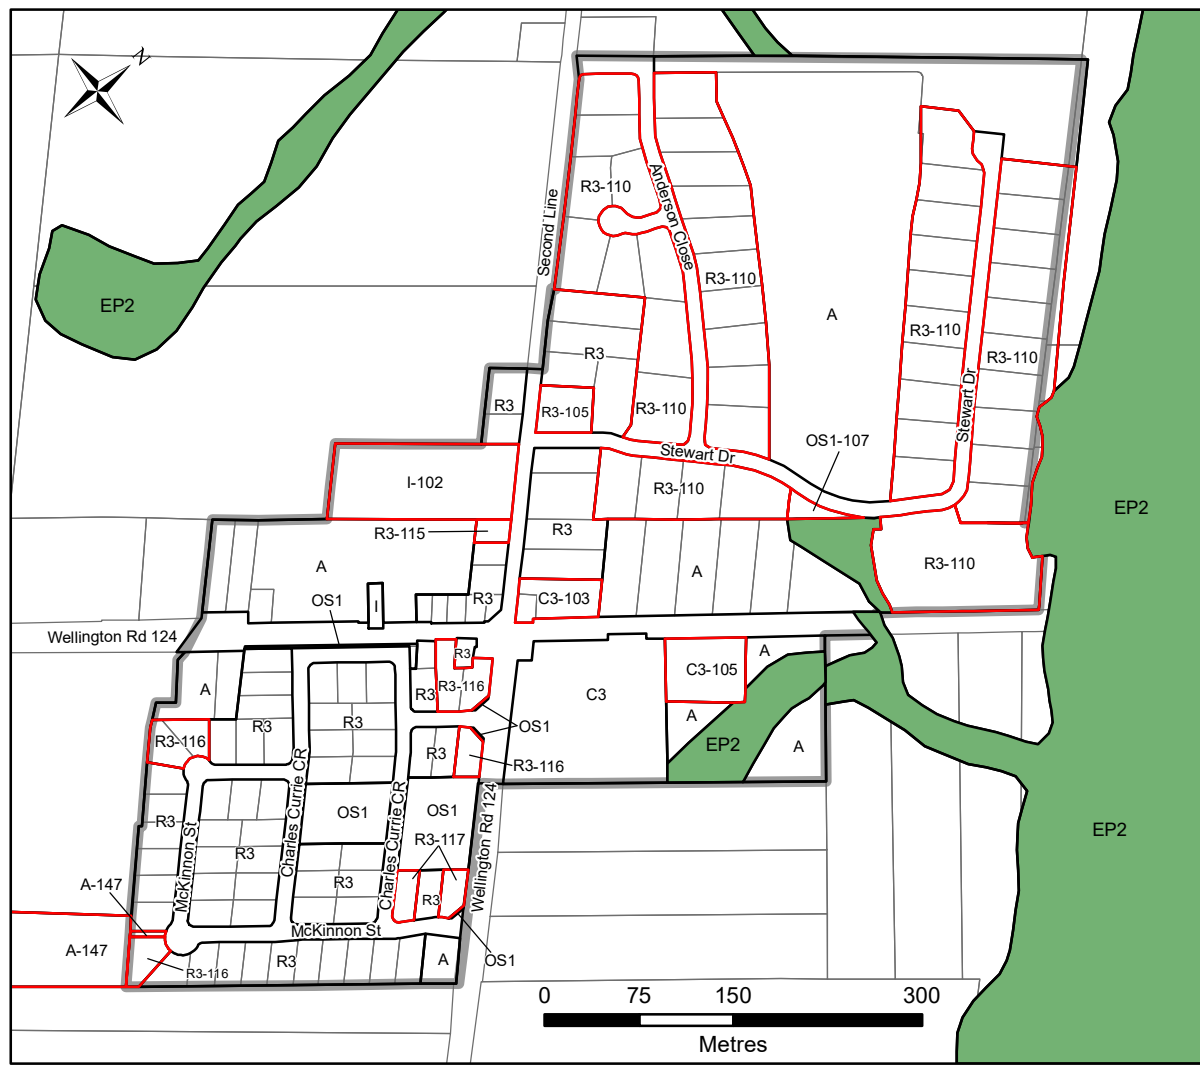 N
Second Line
R3-110
Anderson Close
R3-110
EP2
A
R3-110
R3-110
R3
R3
R3-105
R3-110
Stewart Dr
OS1-107
Stewart Dr
I-102
R3-110
EP2
R3-115
R3
A
A
R3-110
OS1
I
R3
C3-103
Wellington Rd 124
R3
A
C3-105
A
R3
R3-116
C3
R3
R3
A
OS1
R3-116
EP2
A
R3
R3-116
Charles Currie CR
Charles Currie CR
Wellington Rd 124
OS1
OS1
R3
McKinnon St
R3-117
EP2
R3
A-147
R3
R3
McKinnon St
A-147
R3-116
R3
A
OS1
0 75 150 300
Metres